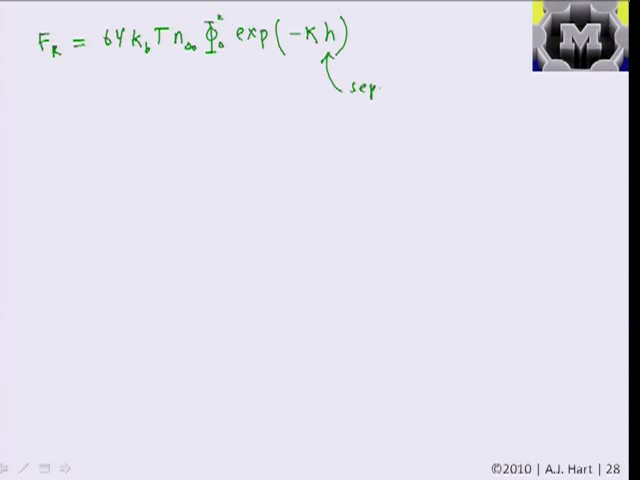 F_R = 64 k_b T n_∞ Φ_0^2 exp(-κh)
sep.
M
©2010 | A.J. Hart | 28